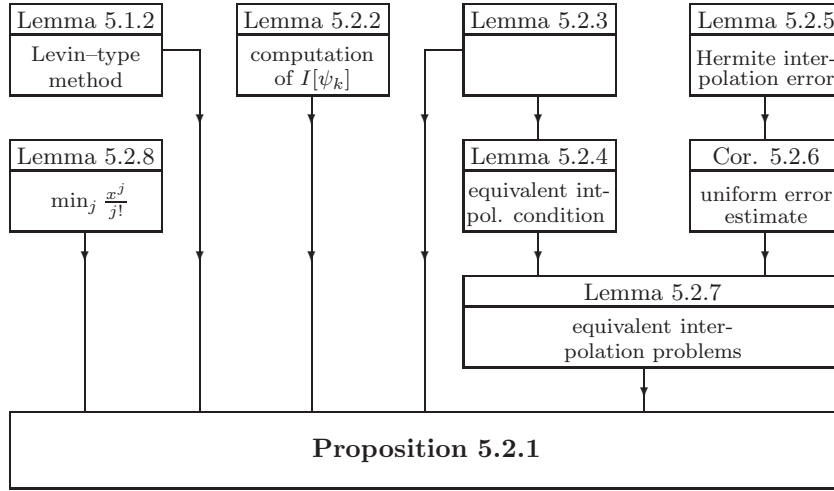 Lemma 5.1.2
Levin–type
method
Lemma 5.2.2
computation
of I[ψ_k]
Lemma 5.2.3
Lemma 5.2.5
Hermite inter-
polation error
Lemma 5.2.8
min_j x^j/j!
Lemma 5.2.4
equivalent int-
pol. condition
Cor. 5.2.6
uniform error
estimate
Lemma 5.2.7
equivalent inter-
polation problems
Proposition 5.2.1